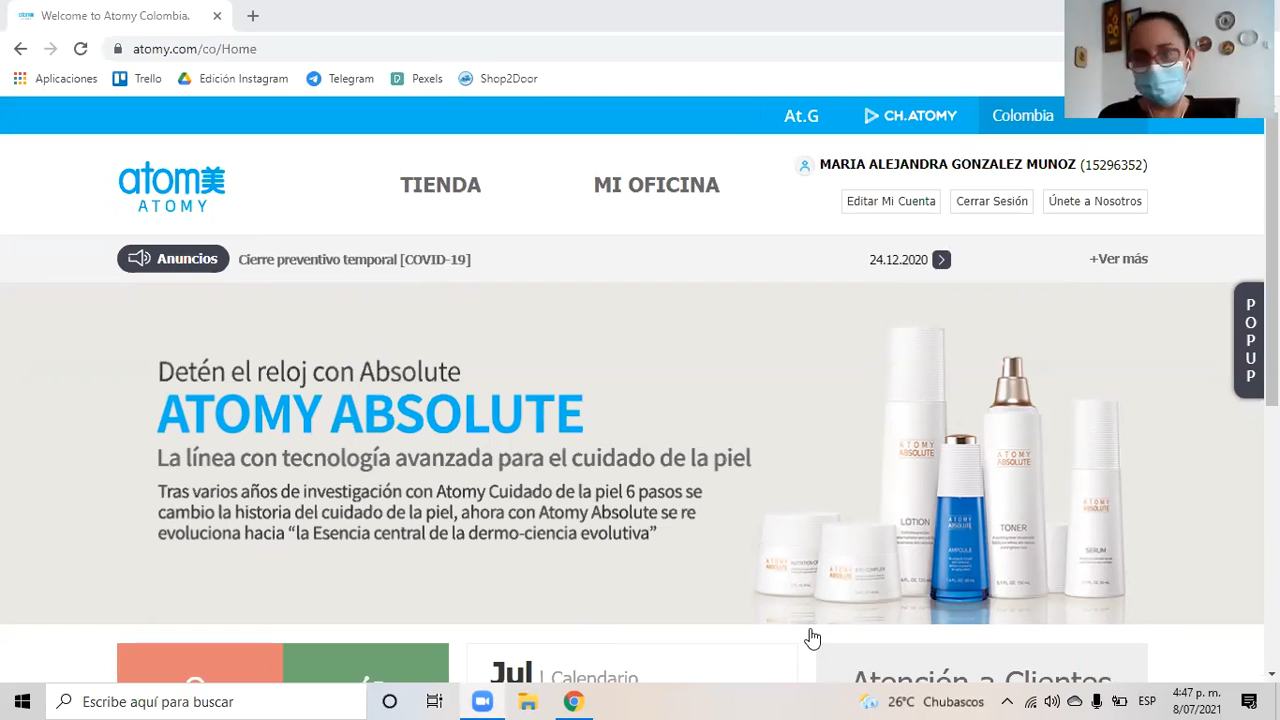 Welcome to Atomy Colombia.
atomy.com/co/Home
Aplicaciones Trello Edición Instagram Telegram Pexels Shop2Door
At.G CH.ATOMY Colombia
atom美
ATOMY
TIENDA MI OFICINA
MARIA ALEJANDRA GONZALEZ MUNOZ (15296352)
Editar Mi Cuenta Cerrar Sesión Únete a Nosotros
Anuncios Cierre preventivo temporal [COVID-19] 24.12.2020 +Ver más
POPUP
Detén el reloj con Absolute
ATOMY ABSOLUTE
La línea con tecnología avanzada para el cuidado de la piel
Tras varios años de investigación con Atomy Cuidado de la piel 6 pasos se
cambio la historia del cuidado de la piel, ahora con Atomy Absolute se re
evoluciona hacia “la Esencia central de la dermo-ciencia evolutiva”
ATOMY
ABSOLUTE
LOTION
ATOMY
ABSOLUTE
AMPOULE
ATOMY
ABSOLUTE
TONER
ATOMY
ABSOLUTE
SERUM
ATOMY
ABSOLUTE
ATOMY
ABSOLUTE
Jul | Calendario
Atención a Clientes
Escribe aquí para buscar
26°C Chubascos
ESP
4:47 p. m.
8/07/2021